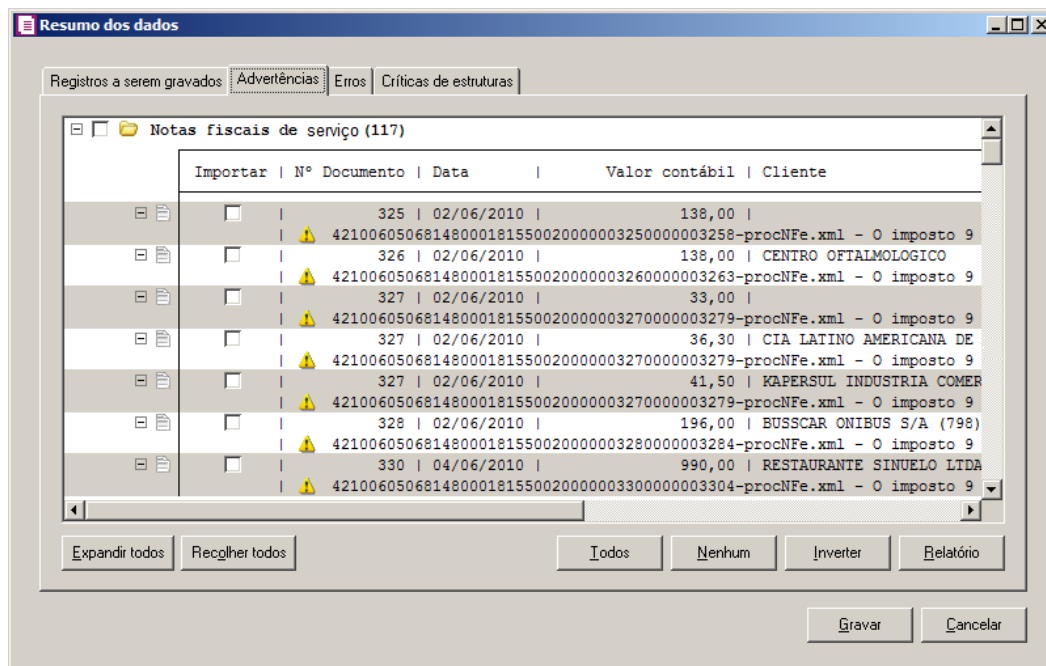 Resumo dos dados
Registros a serem gravados Advertências Erros Críticas de estruturas
Notas fiscais de serviço (117)
Importar | Nº Documento | Data | Valor contábil | Cliente
| 325 | 02/06/2010 | 138,00 |
| 42100605068148000181550020000003250000003258-procNFe.xml - O imposto 9
| 326 | 02/06/2010 | 138,00 | CENTRO OFTALMOLOGICO
| 42100605068148000181550020000003260000003263-procNFe.xml - O imposto 9
| 327 | 02/06/2010 | 33,00 |
| 42100605068148000181550020000003270000003279-procNFe.xml - O imposto 9
| 327 | 02/06/2010 | 36,30 | CIA LATINO AMERICANA DE
| 42100605068148000181550020000003270000003279-procNFe.xml - O imposto 9
| 327 | 02/06/2010 | 41,50 | KAPERSUL INDUSTRIA COMER
| 42100605068148000181550020000003270000003279-procNFe.xml - O imposto 9
| 328 | 02/06/2010 | 196,00 | BUSSCAR ONIBUS S/A (798)
| 42100605068148000181550020000003280000003284-procNFe.xml - O imposto 9
| 330 | 04/06/2010 | 990,00 | RESTAURANTE SINUELO LTDA
| 42100605068148000181550020000003300000003304-procNFe.xml - O imposto 9
Expandir todos Recolher todos Todos Nenhum Inverter Relatório
Gravar Cancelar